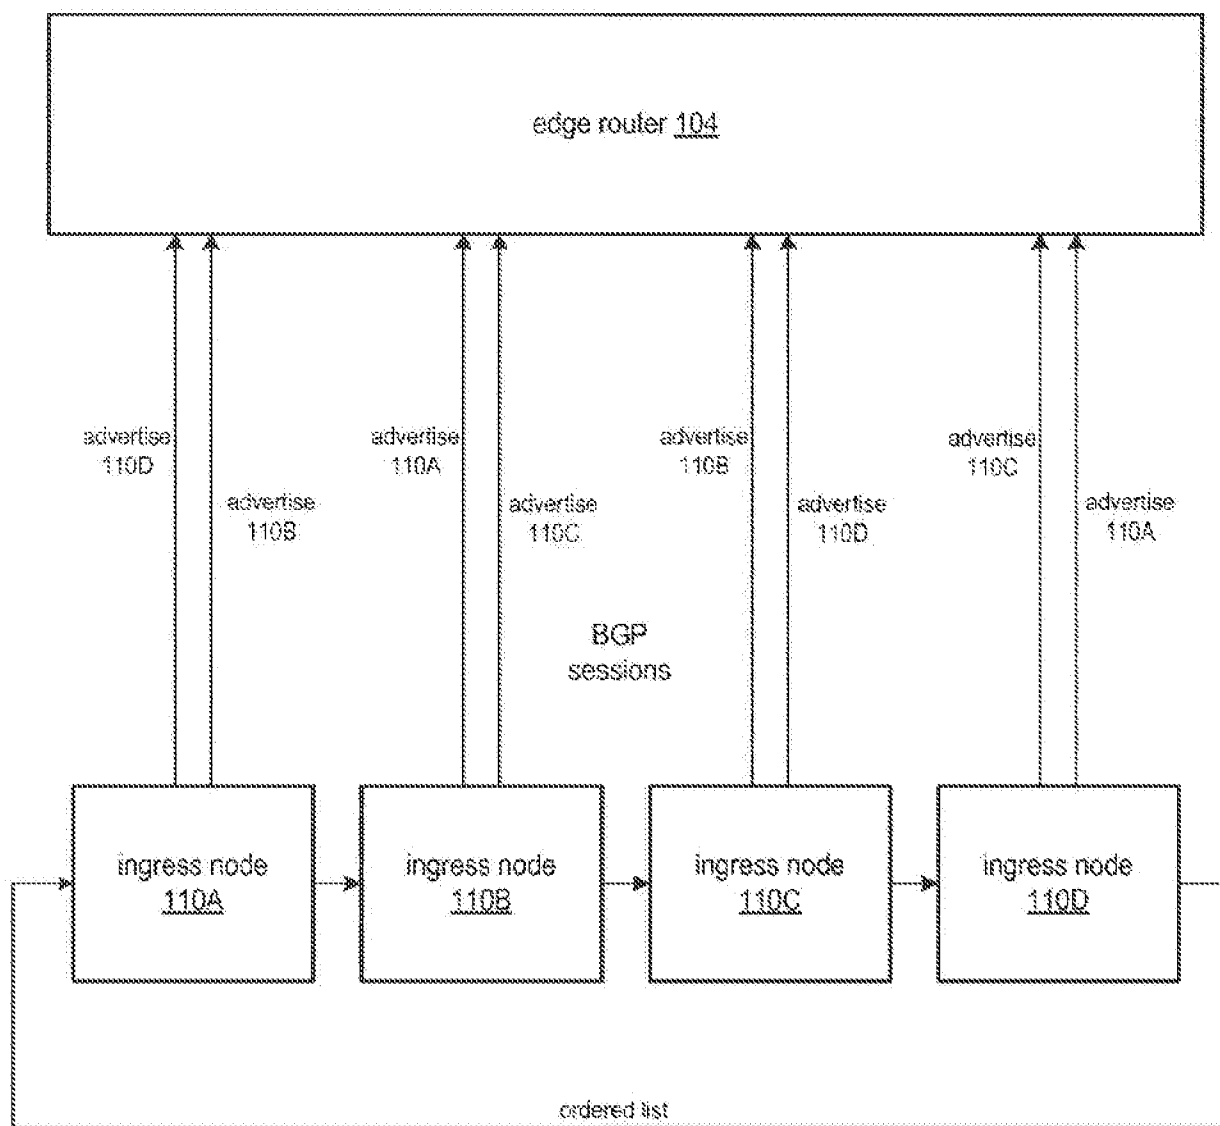 edge router 104
advertise
110D
advertise
110B
advertise
110A
advertise
110C
advertise
110B
advertise
110D
advertise
110C
advertise
110A
BGP
sessions
ingress node
110A
ingress node
110B
ingress node
110C
ingress node
110D
ordered list